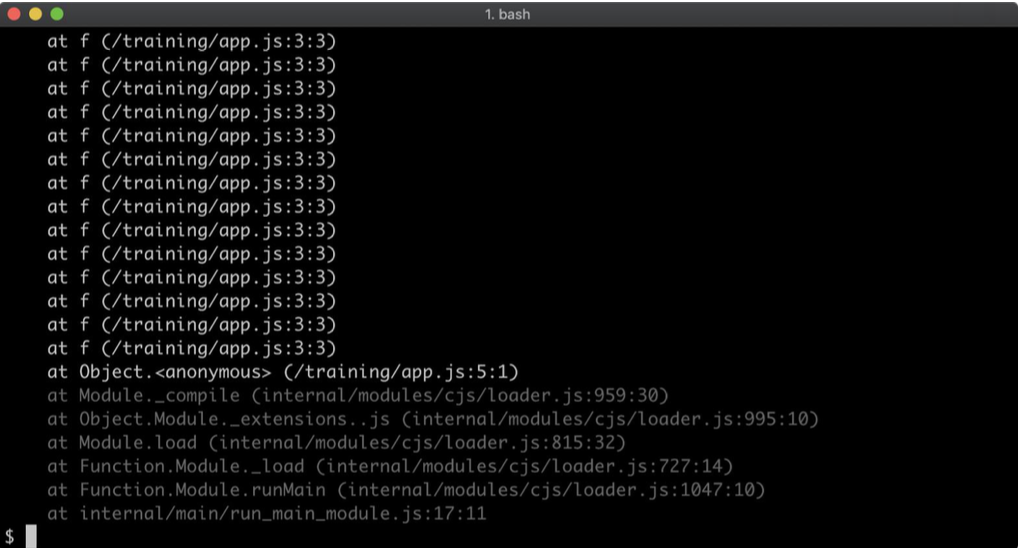 1. bash
at f (/training/app.js:3:3)
at f (/training/app.js:3:3)
at f (/training/app.js:3:3)
at f (/training/app.js:3:3)
at f (/training/app.js:3:3)
at f (/training/app.js:3:3)
at f (/training/app.js:3:3)
at f (/training/app.js:3:3)
at f (/training/app.js:3:3)
at f (/training/app.js:3:3)
at f (/training/app.js:3:3)
at f (/training/app.js:3:3)
at f (/training/app.js:3:3)
at f (/training/app.js:3:3)
at Object.<anonymous> (/training/app.js:5:1)
at Module._compile (internal/modules/cjs/loader.js:959:30)
at Object.Module._extensions..js (internal/modules/cjs/loader.js:995:10)
at Module.load (internal/modules/cjs/loader.js:815:32)
at Function.Module._load (internal/modules/cjs/loader.js:727:14)
at Function.Module.runMain (internal/modules/cjs/loader.js:1047:10)
at internal/main/run_main_module.js:17:11
$